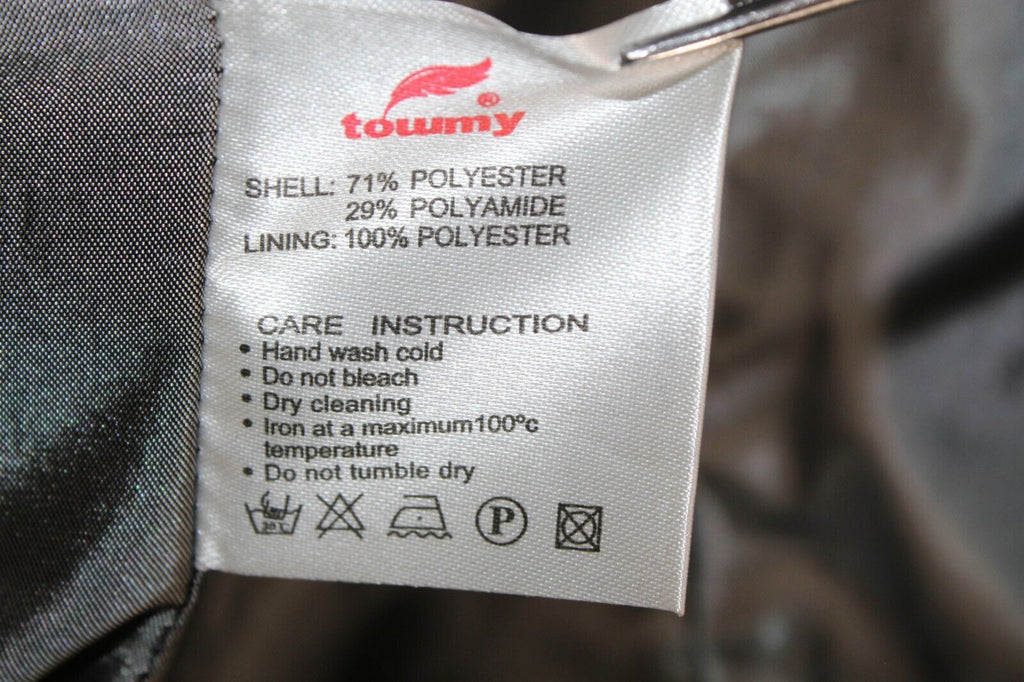 towmy®
SHELL: 71% POLYESTER
29% POLYAMIDE
LINING: 100% POLYESTER
CARE INSTRUCTION
• Hand wash cold
• Do not bleach
• Dry cleaning
• Iron at a maximum100ºc
temperature
• Do not tumble dry
P